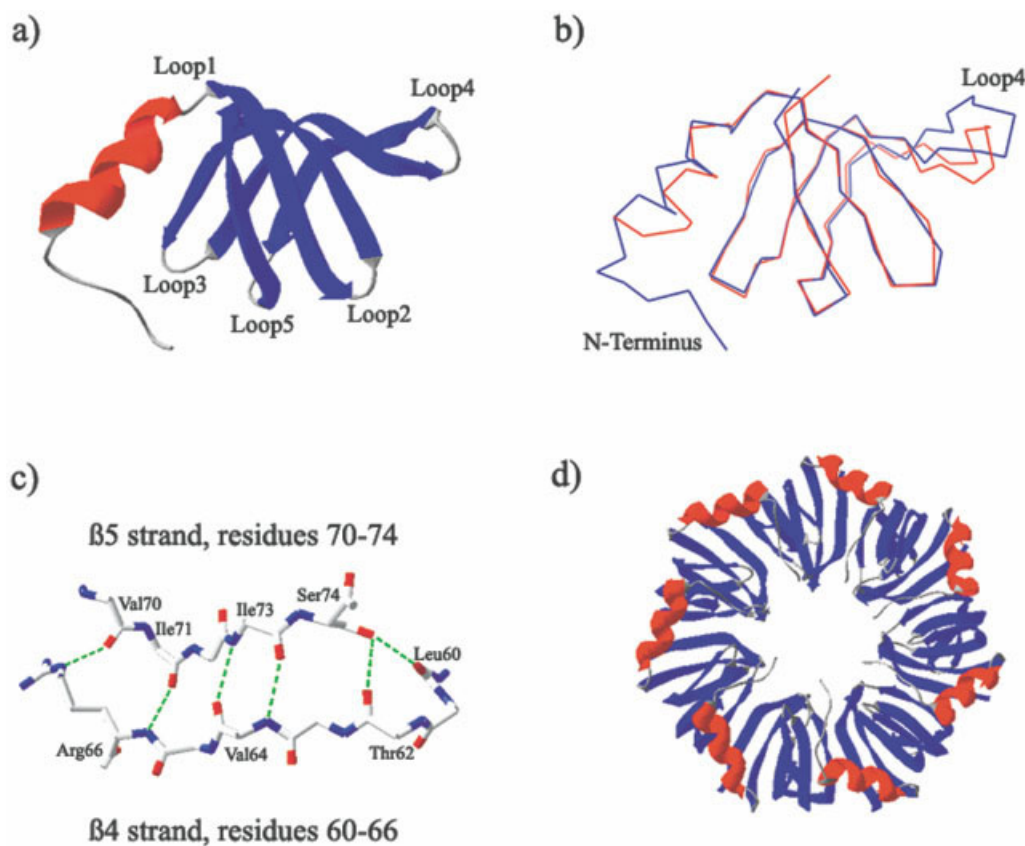 a)
Loop1
Loop4
Loop3
Loop5
Loop2
b)
Loop4
N-Terminus
c)
ß5 strand, residues 70-74
Val70
Ile71
Ile73
Ser74
Leu60
Arg66
Val64
Thr62
ß4 strand, residues 60-66
d)